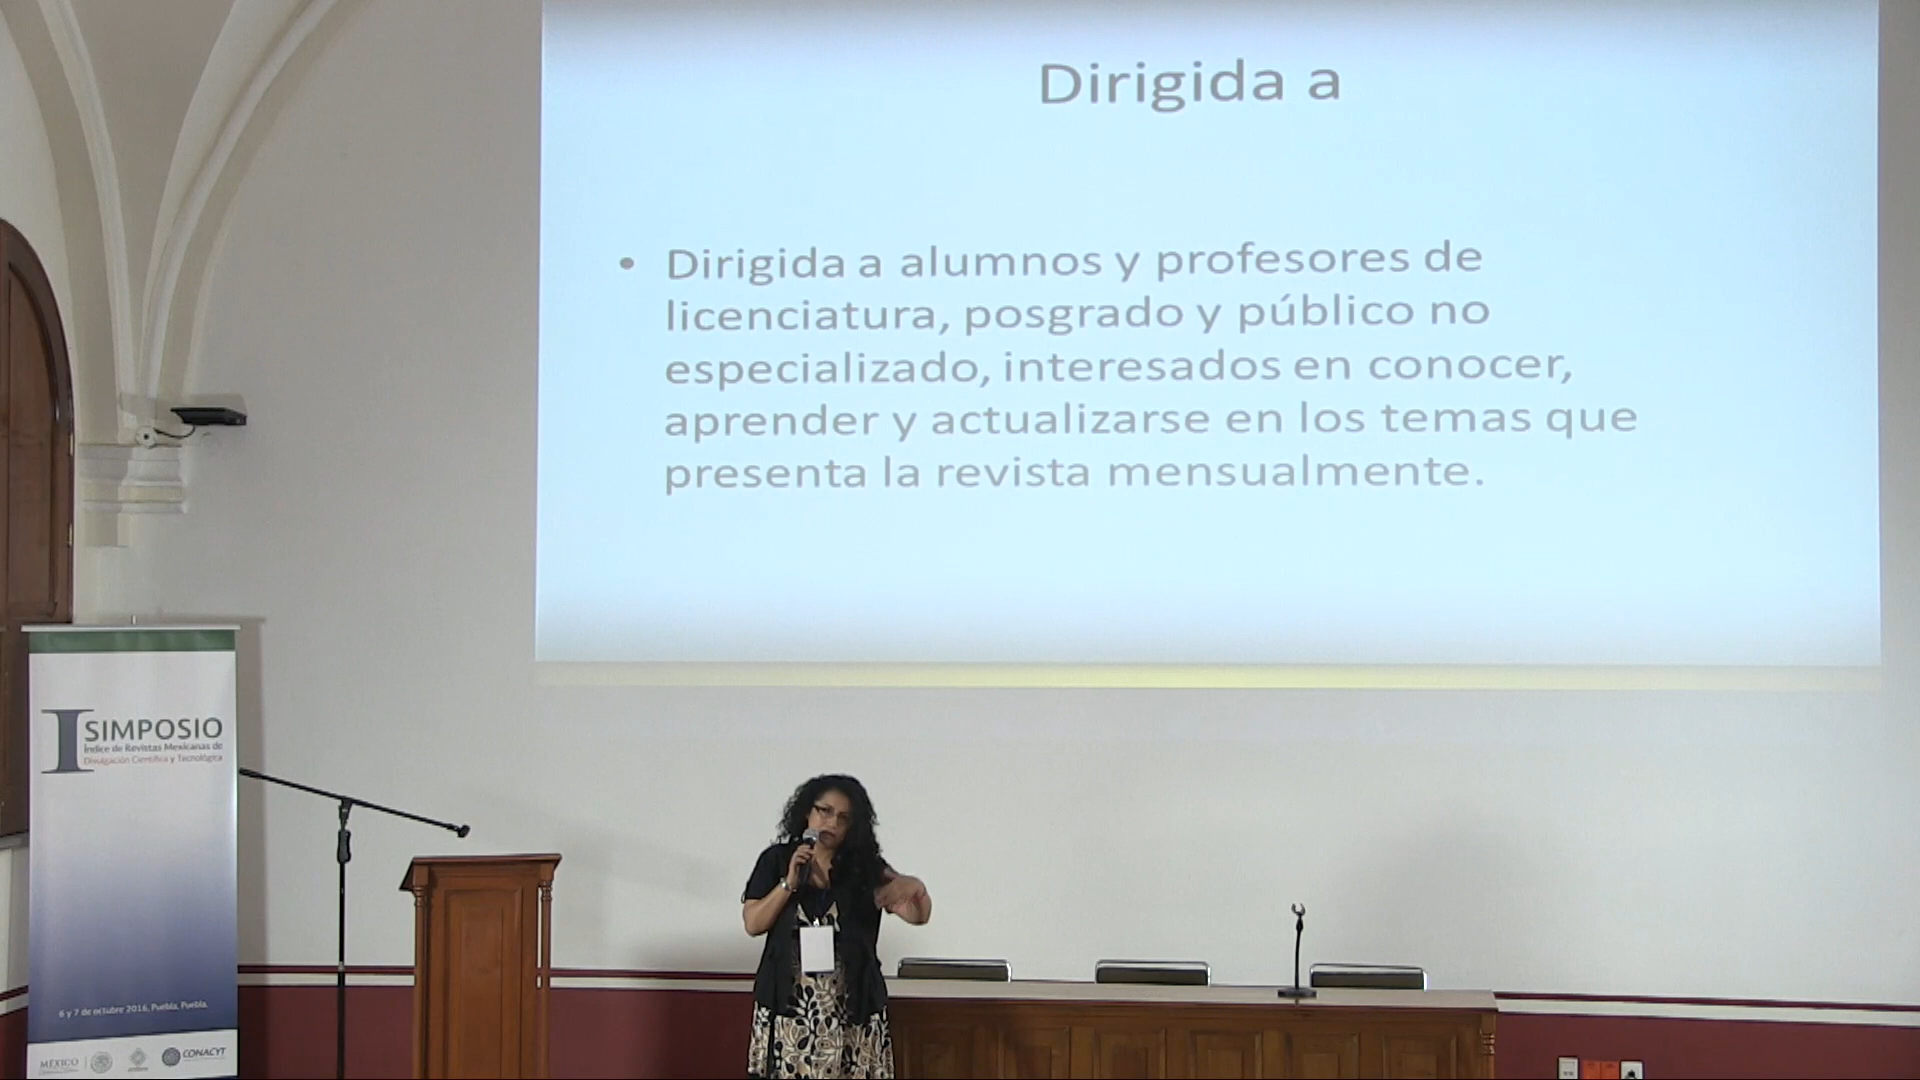 Dirigida a
• Dirigida a alumnos y profesores de
licenciatura, posgrado y público no
especializado, interesados en conocer,
aprender y actualizarse en los temas que
presenta la revista mensualmente.
I SIMPOSIO
Índice de Revistas Mexicanas de
Divulgación Científica y Tecnológica
6 y 7 de octubre 2016, Puebla, Puebla.
MÉXICO
CONACYT